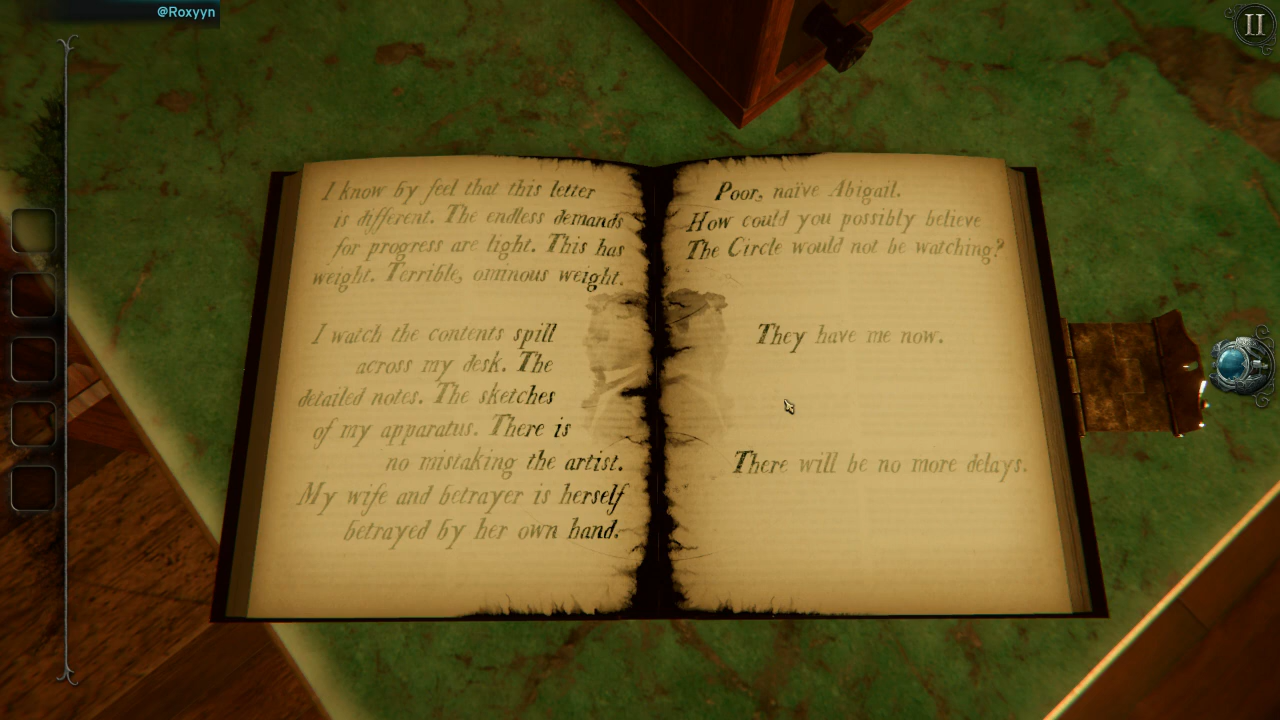 @Roxyyn
II
I know by feel that this letter
is different. The endless demands
for progress are light. This has
weight. Terrible, ominous weight.
I watch the contents spill
across my desk. The
detailed notes. The sketches
of my apparatus. There is
no mistaking the artist.
My wife and betrayer is herself
betrayed by her own hand.
Poor, naïve Abigail.
How could you possibly believe
The Circle would not be watching?
They have me now.
There will be no more delays.